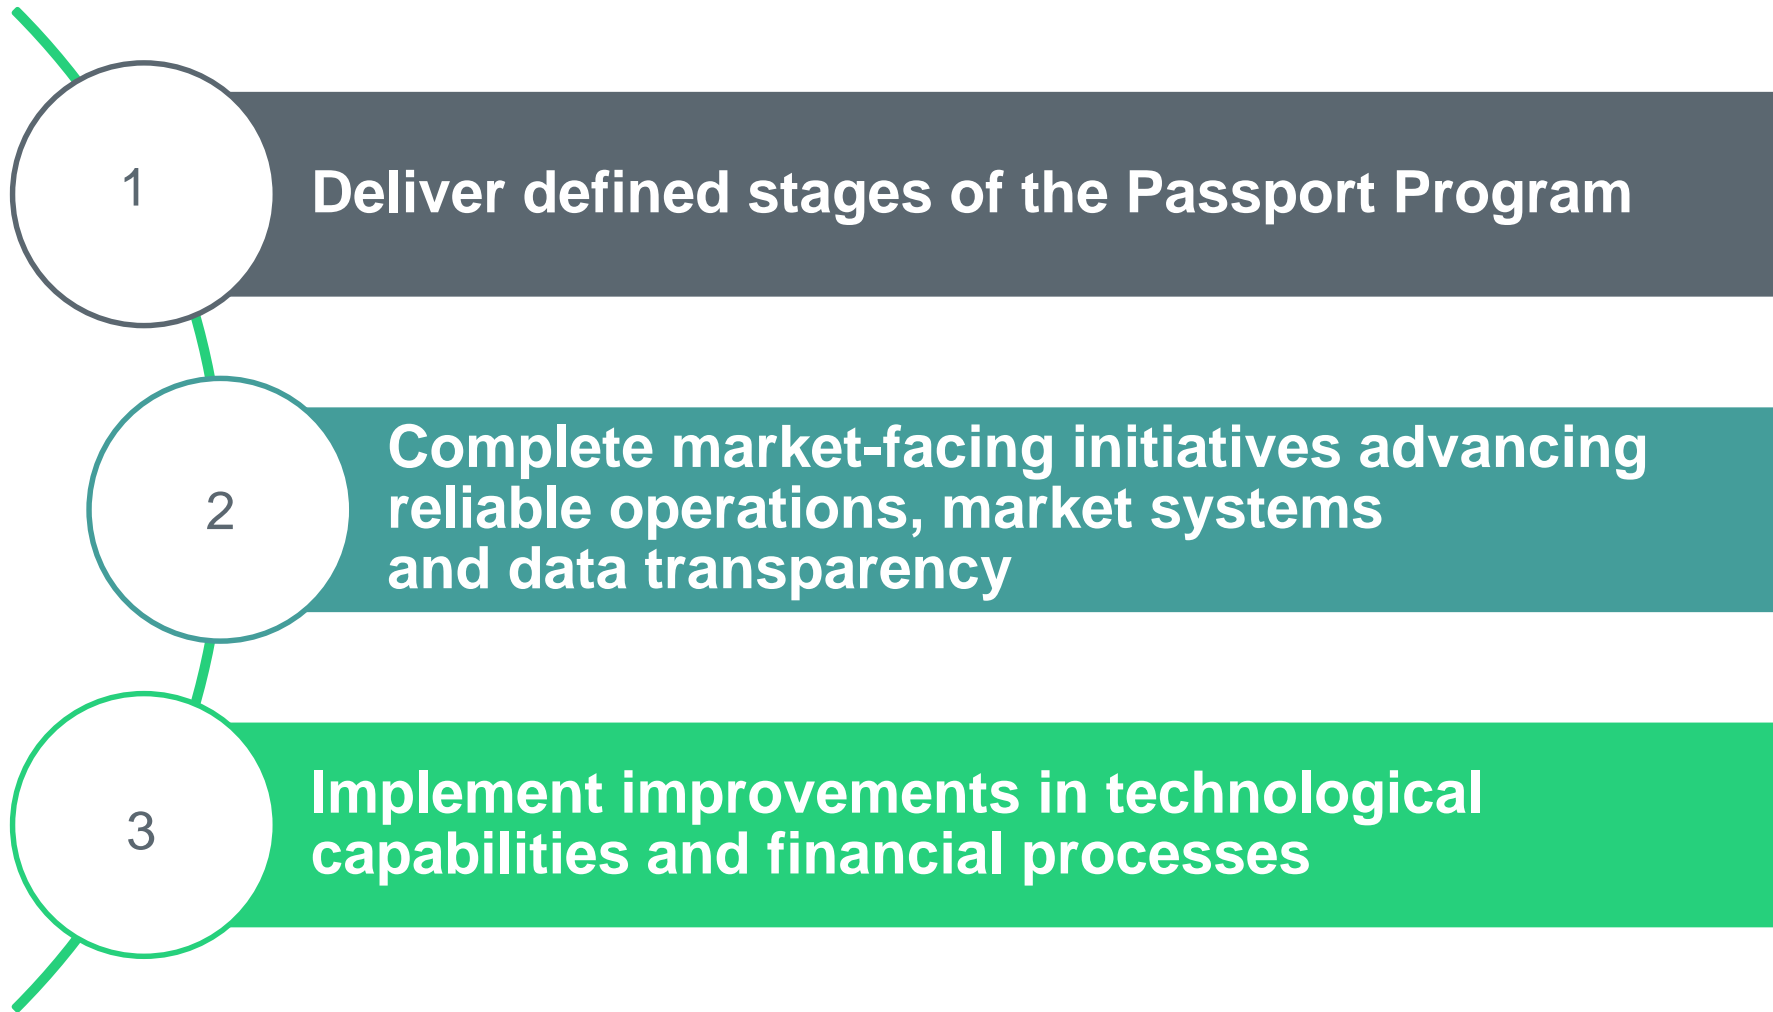 1
Deliver defined stages of the Passport Program
2
Complete market-facing initiatives advancing
reliable operations, market systems
and data transparency
3
Implement improvements in technological
capabilities and financial processes